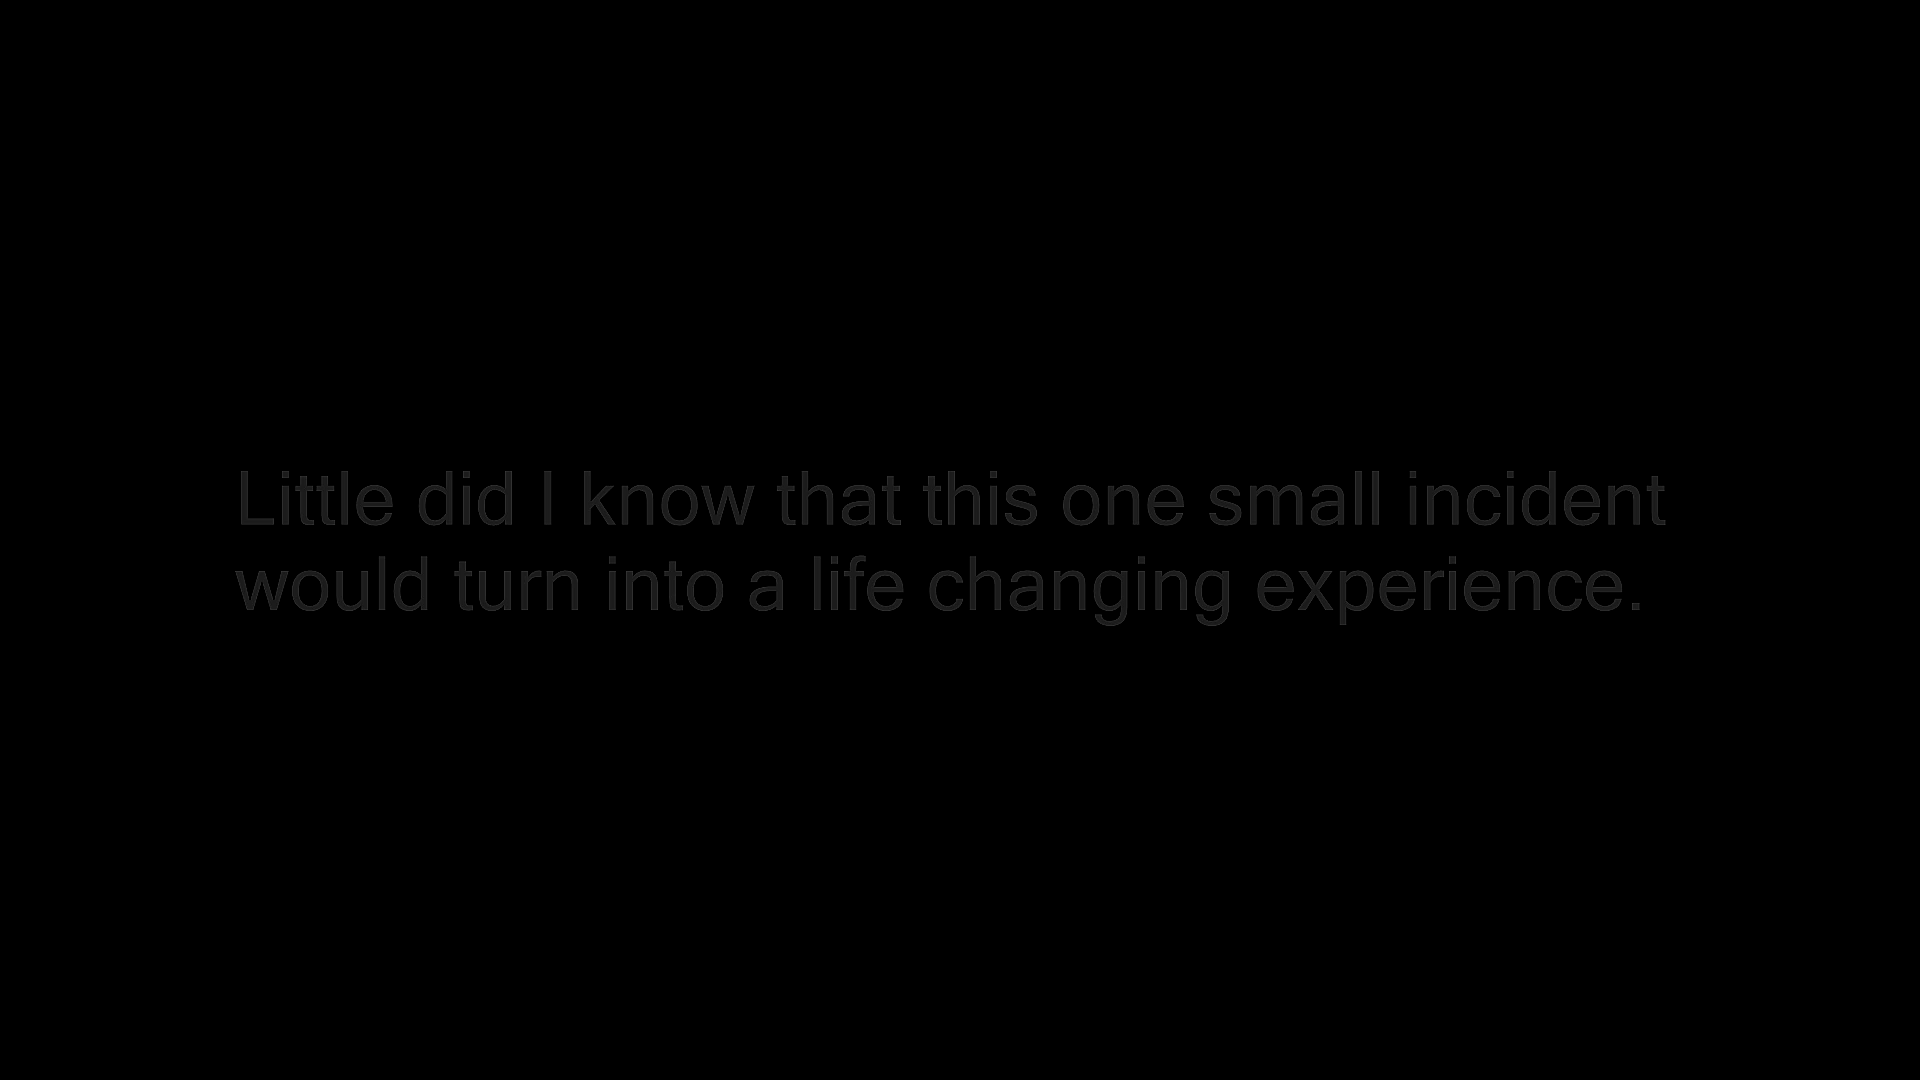 Little did I know that this one small incident
would turn into a life changing experience.